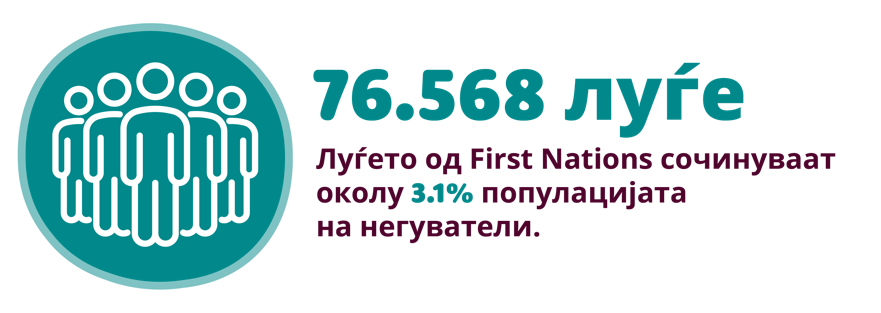 76.568 луѓе
Луѓето од First Nations сочинуваат
околу 3.1% популацијата
на негуватели.